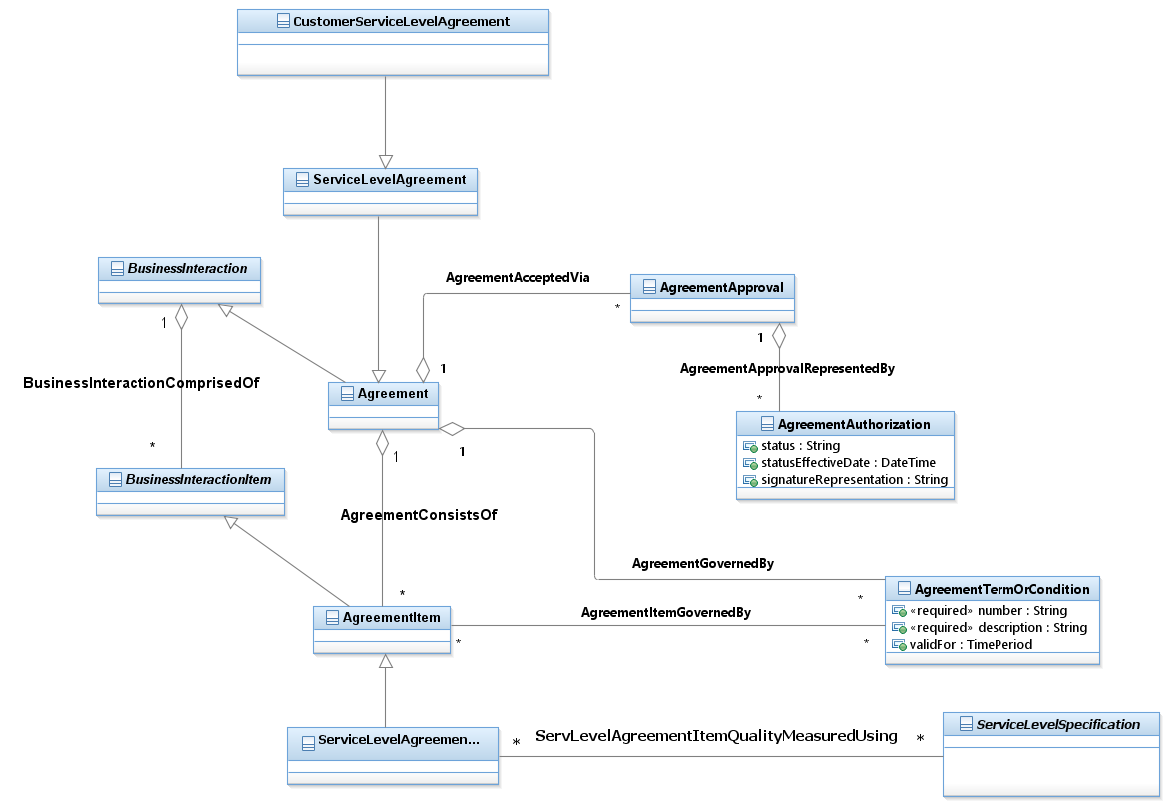 CustomerServiceLevelAgreement
ServiceLevelAgreement
BusinessInteraction
1
AgreementAcceptedVia
*
1
AgreementApproval
1
AgreementApprovalRepresentedBy
*
BusinessInteractionComprisedOf
*
Agreement
1
1
AgreementAuthorization
status : String
statusEffectiveDate : DateTime
signatureRepresentation : String
BusinessInteractionItem
AgreementConsistsOf
*
AgreementGovernedBy
*
AgreementItem
*
AgreementItemGovernedBy
*
AgreementTermOrCondition
«required» number : String
«required» description : String
validFor : TimePeriod
ServiceLevelAgreemen...
*
ServLevelAgreementItemQualityMeasuredUsing
*
ServiceLevelSpecification